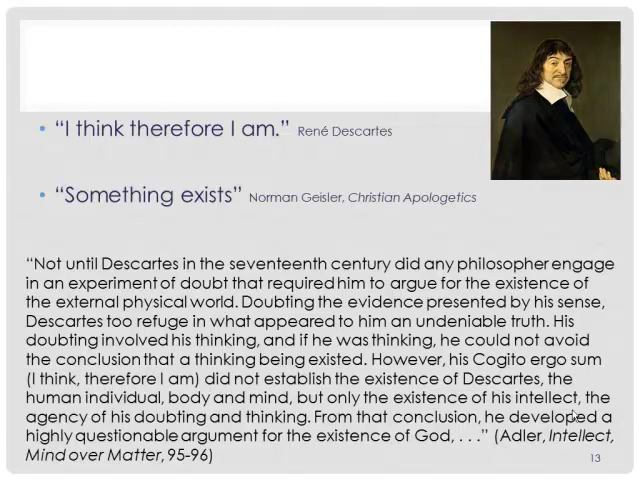 • “I think therefore I am.” René Descartes
• “Something exists” Norman Geisler, Christian Apologetics
“Not until Descartes in the seventeenth century did any philosopher engage
in an experiment of doubt that required him to argue for the existence of
the external physical world. Doubting the evidence presented by his sense,
Descartes too refuge in what appeared to him an undeniable truth. His
doubting involved his thinking, and if he was thinking, he could not avoid
the conclusion that a thinking being existed. However, his Cogito ergo sum
(I think, therefore I am) did not establish the existence of Descartes, the
human individual, body and mind, but only the existence of his intellect, the
agency of his doubting and thinking. From that conclusion, he developed a
highly questionable argument for the existence of God, . . .” (Adler, Intellect,
Mind over Matter, 95-96)
13